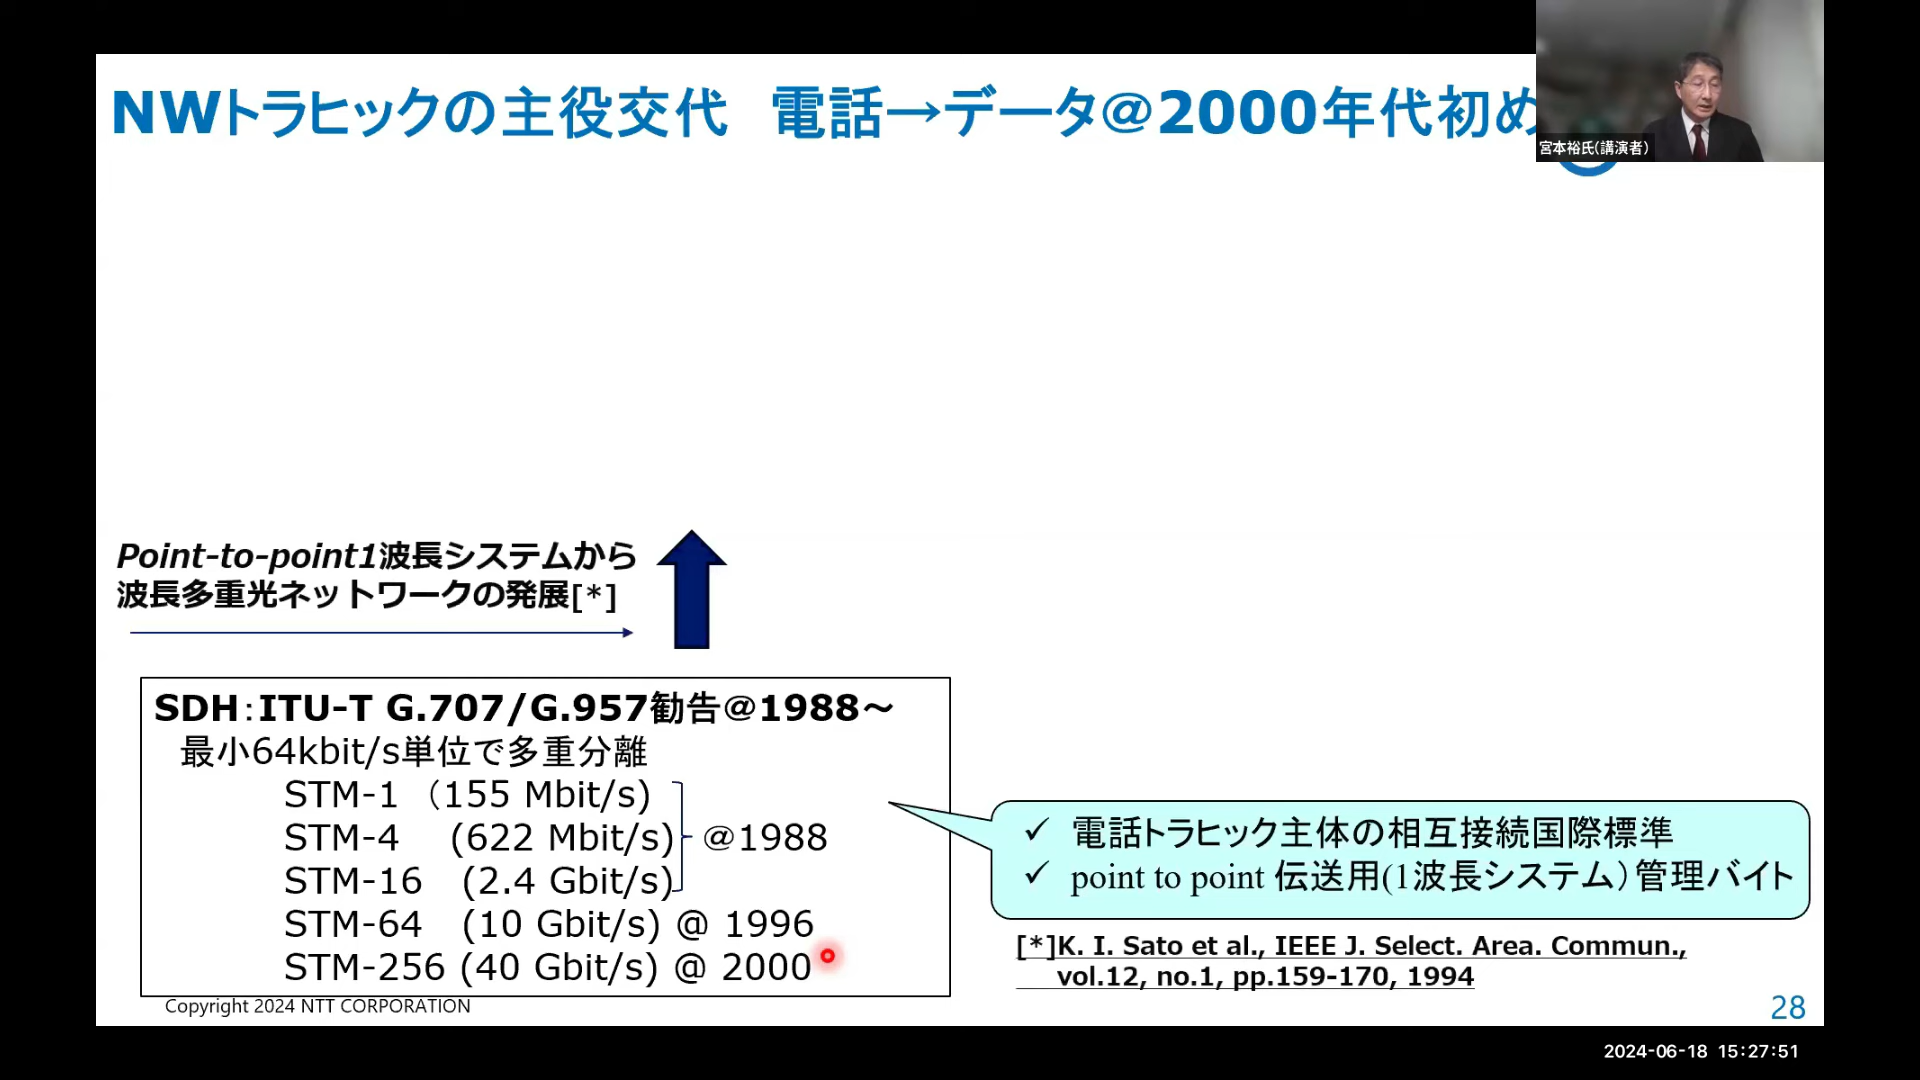 NWトラヒックの主役交代　電話→データ@2000年代初め
宮本裕氏(講演者)
Point-to-point1波長システムから
波長多重光ネットワークの発展[*]
SDH:ITU-T G.707/G.957勧告@1988～
最小64kbit/s単位で多重分離
STM-1 （155 Mbit/s)
STM-4 (622 Mbit/s)
STM-16 (2.4 Gbit/s)
@1988
STM-64 (10 Gbit/s) @ 1996
STM-256 (40 Gbit/s) @ 2000
✓ 電話トラヒック主体の相互接続国際標準
✓ point to point 伝送用(1波長システム）管理バイト
[*]K. I. Sato et al., IEEE J. Select. Area. Commun.,
vol.12, no.1, pp.159-170, 1994
Copyright 2024 NTT CORPORATION
28
2024-06-18 15:27:51